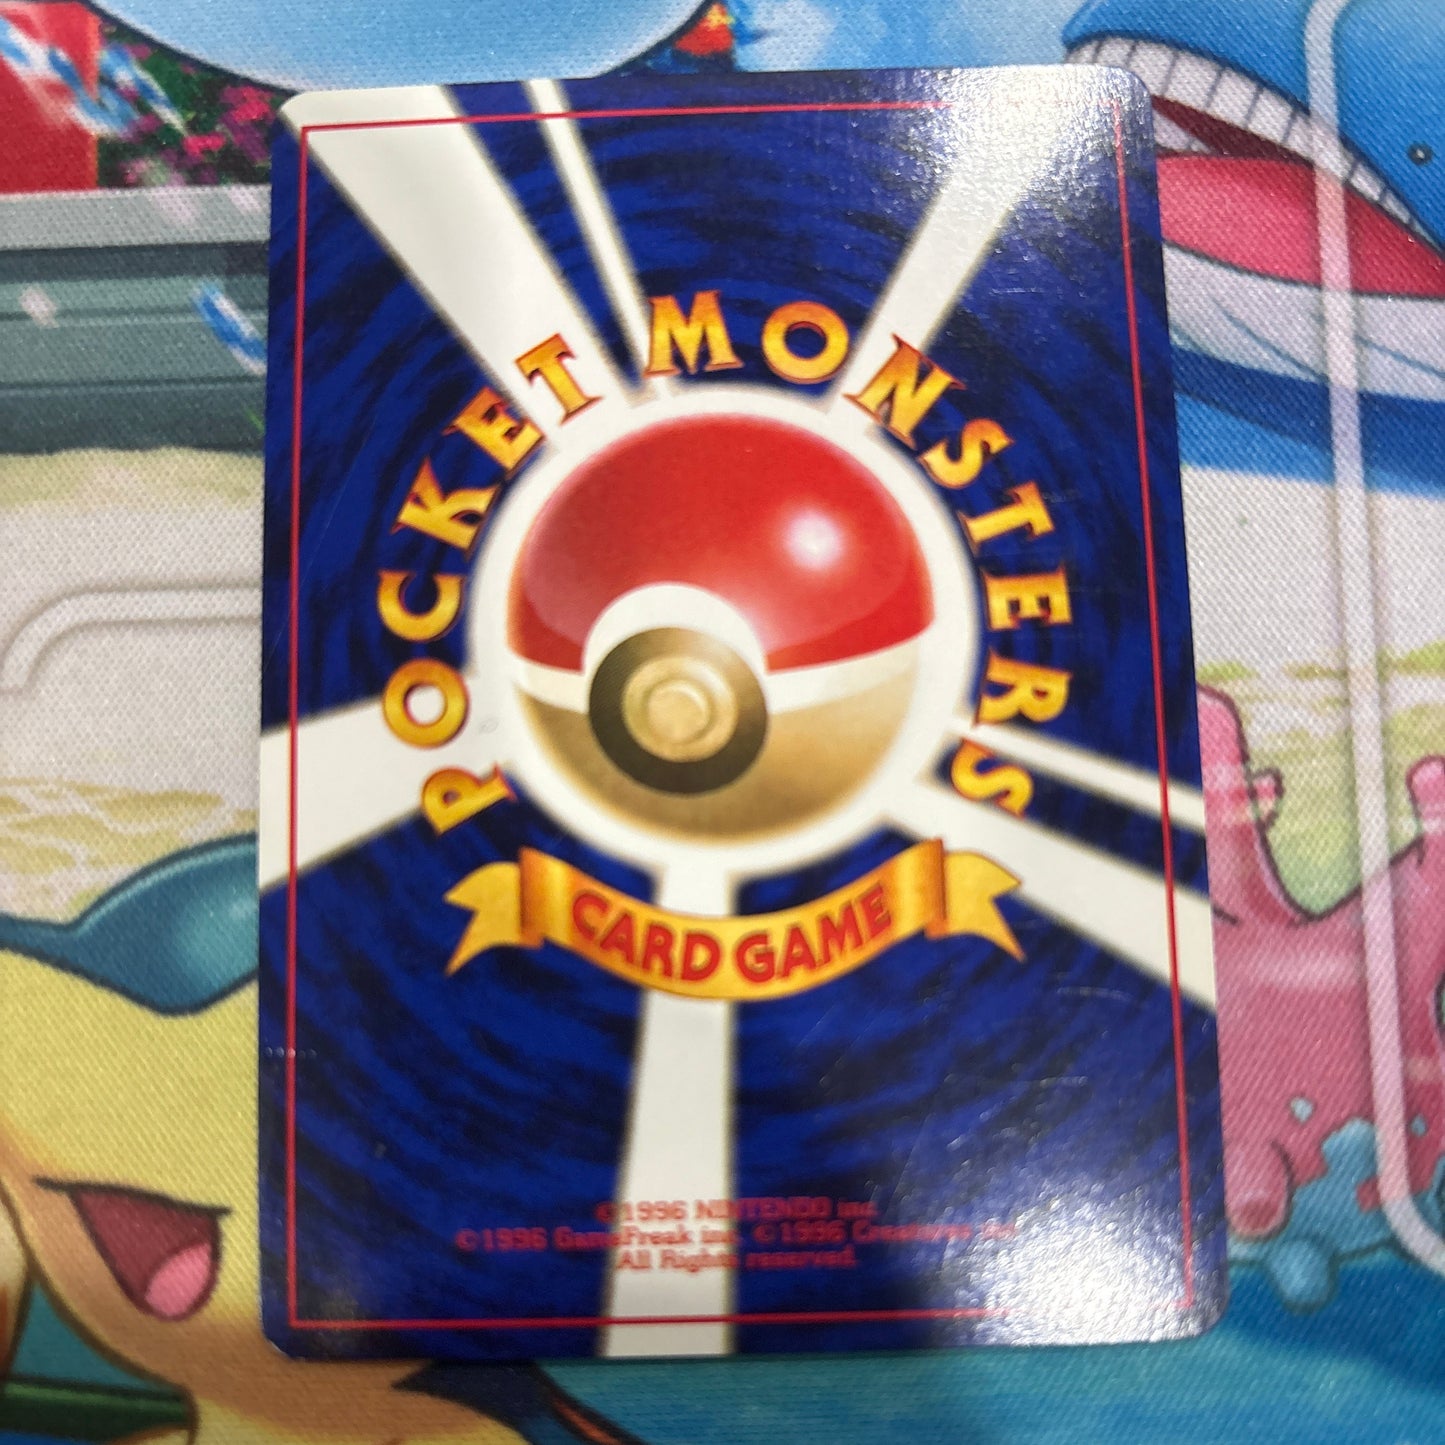 POCKET MONSTERS
CARD GAME
©1996 NINTENDO inc.
©1996 GameFreak inc. ©1996 Creatures inc.
All Rights reserved.